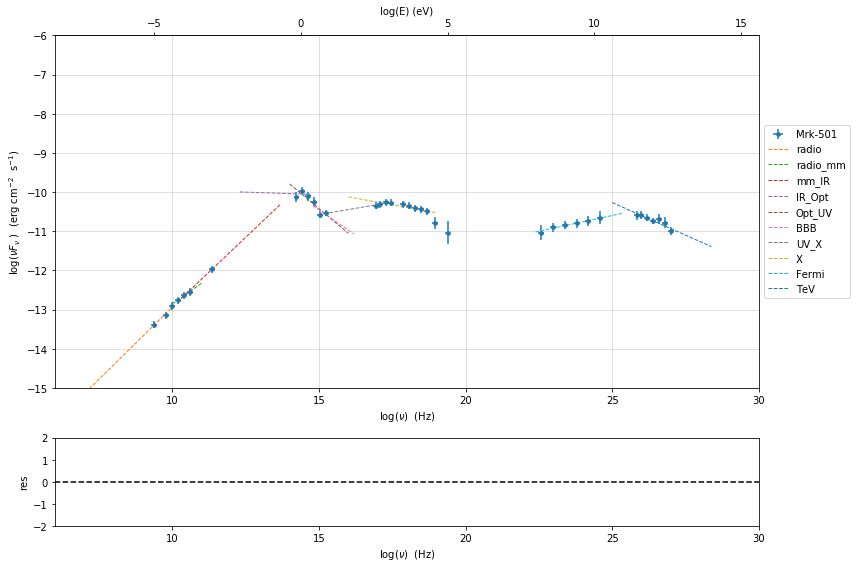 log(E) (eV)
−5 0 5 10 15
−6
−7
−8
−9
−10
−11
−12
−13
−14
−15
log(νF_ν )  (erg cm⁻²  s⁻¹)
10 15 20 25 30
log(ν)  (Hz)
Mrk-501
radio
radio_mm
mm_IR
IR_Opt
Opt_UV
BBB
UV_X
X
Fermi
TeV
2
1
0
−1
−2
res
10 15 20 25 30
log(ν)  (Hz)